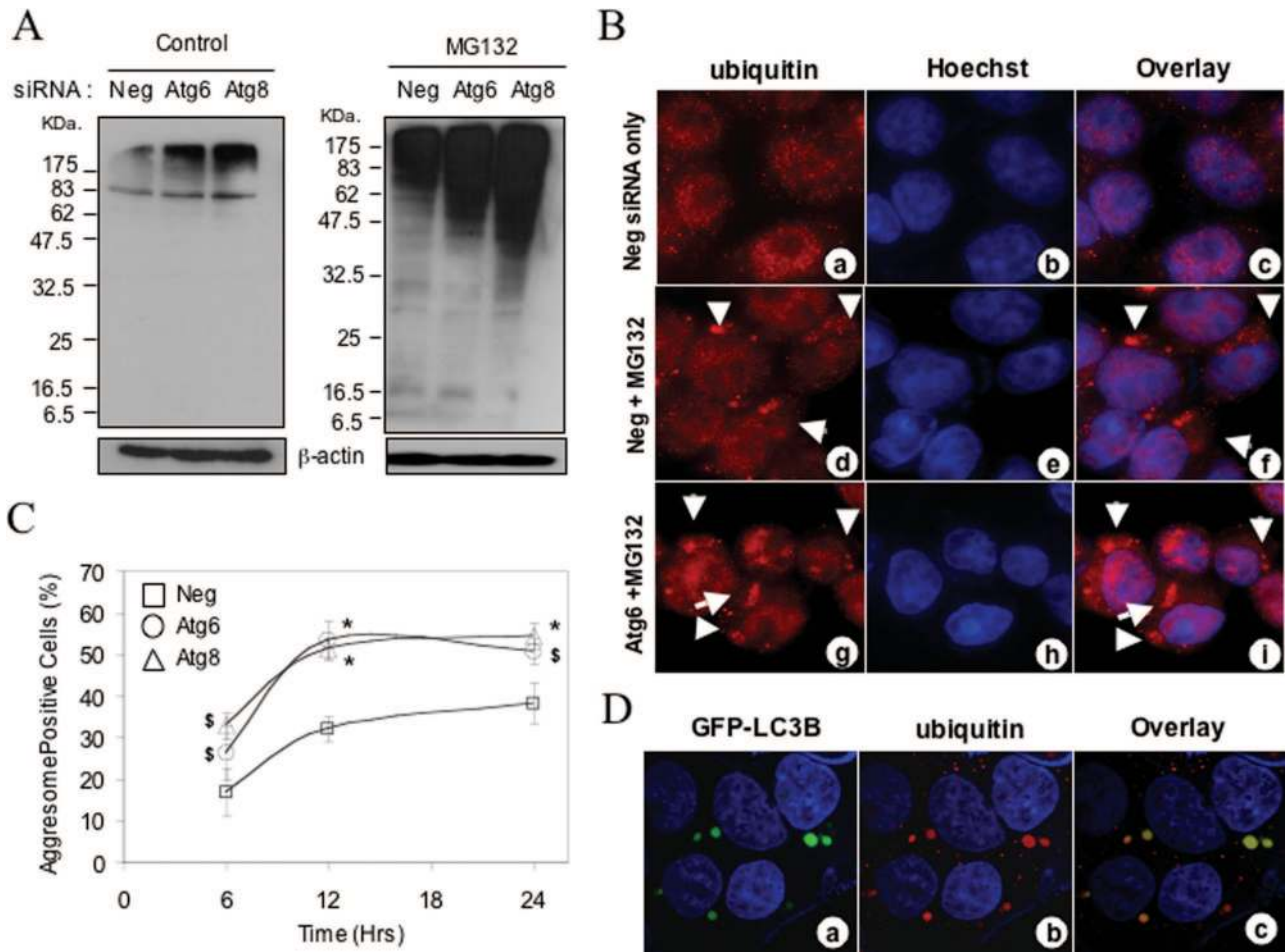 A
Control
MG132
siRNA : Neg Atg6 Atg8
Neg Atg6 Atg8
KDa.
175
83
62
47.5
32.5
25
16.5
6.5
KDa.
175
83
62
47.5
32.5
25
16.5
6.5
β-actin
B
ubiquitin Hoechst Overlay
Neg siRNA only
a b c
Neg + MG132
d e f
Atg6 +MG132
g h i
C
AggresomePositive Cells (%)
70
60
50
40
30
20
10
0
Neg
Atg6
Atg8
$
$
*
*
*
$
0 6 12 18 24
Time (Hrs)
D
GFP-LC3B ubiquitin Overlay
a b c